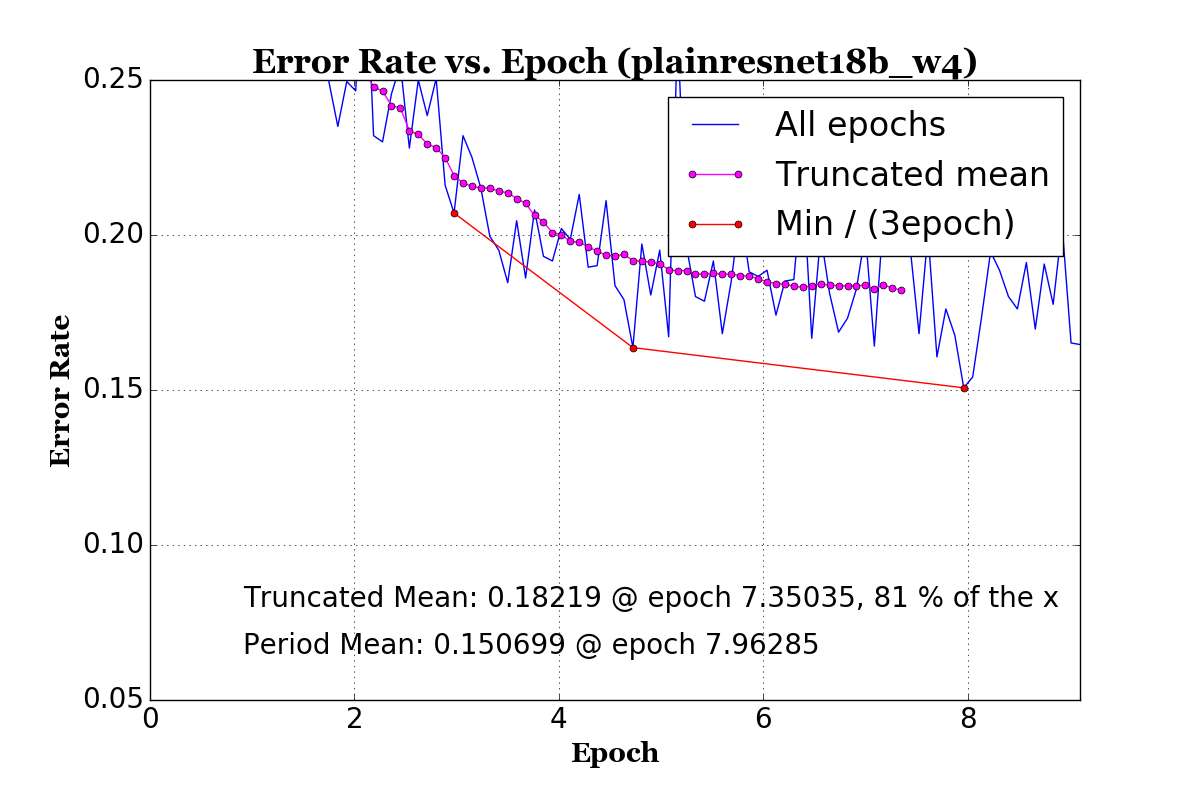 Error Rate vs. Epoch (plainresnet18b_w4)
0.25
All epochs
Truncated mean
0.20
Min / (3epoch)
Error Rate
0.15
0.10
Truncated Mean: 0.18219 @ epoch 7.35035, 81 % of the x
Period Mean: 0.150699 @ epoch 7.96285
0.05
0 2 4 6 8
Epoch